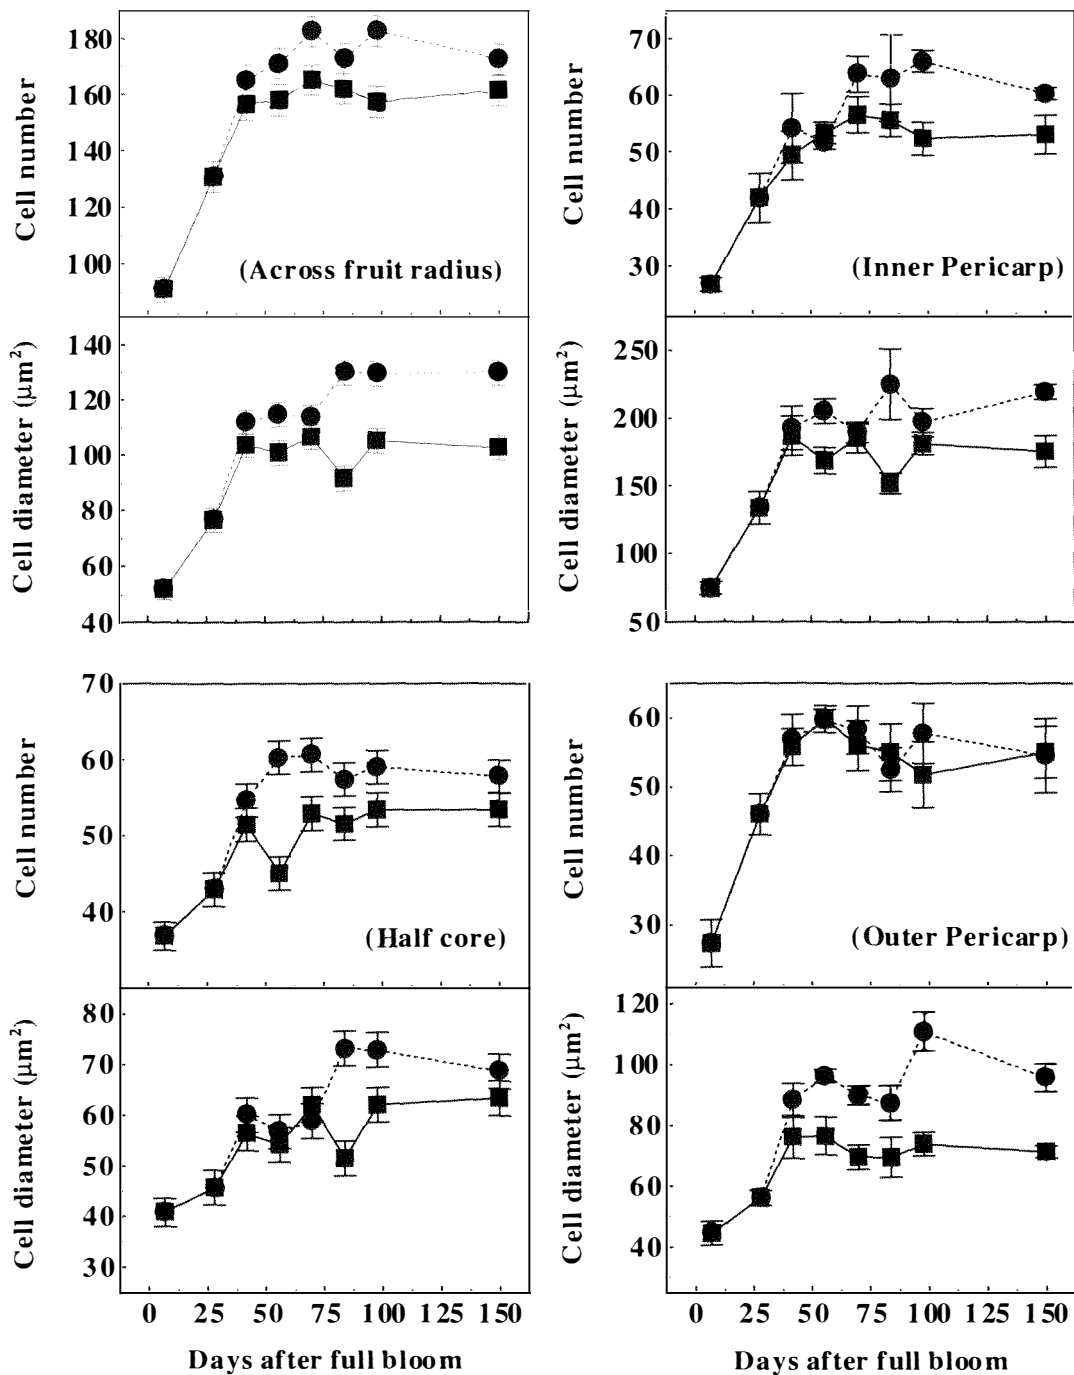 Cell number
180
160
140
120
100
(Across fruit radius)
Cell number
70
60
50
40
30
(Inner Pericarp)
Cell diameter (µm²)
140
120
100
80
60
40
Cell diameter (µm²)
250
200
150
100
50
Cell number
70
60
50
40
(Half core)
Cell number
60
50
40
30
(Outer Pericarp)
Cell diameter (µm²)
80
70
60
50
40
30
0 25 50 75 100 125 150
Days after full bloom
Cell diameter (µm²)
120
100
80
60
40
0 25 50 75 100 125 150
Days after full bloom